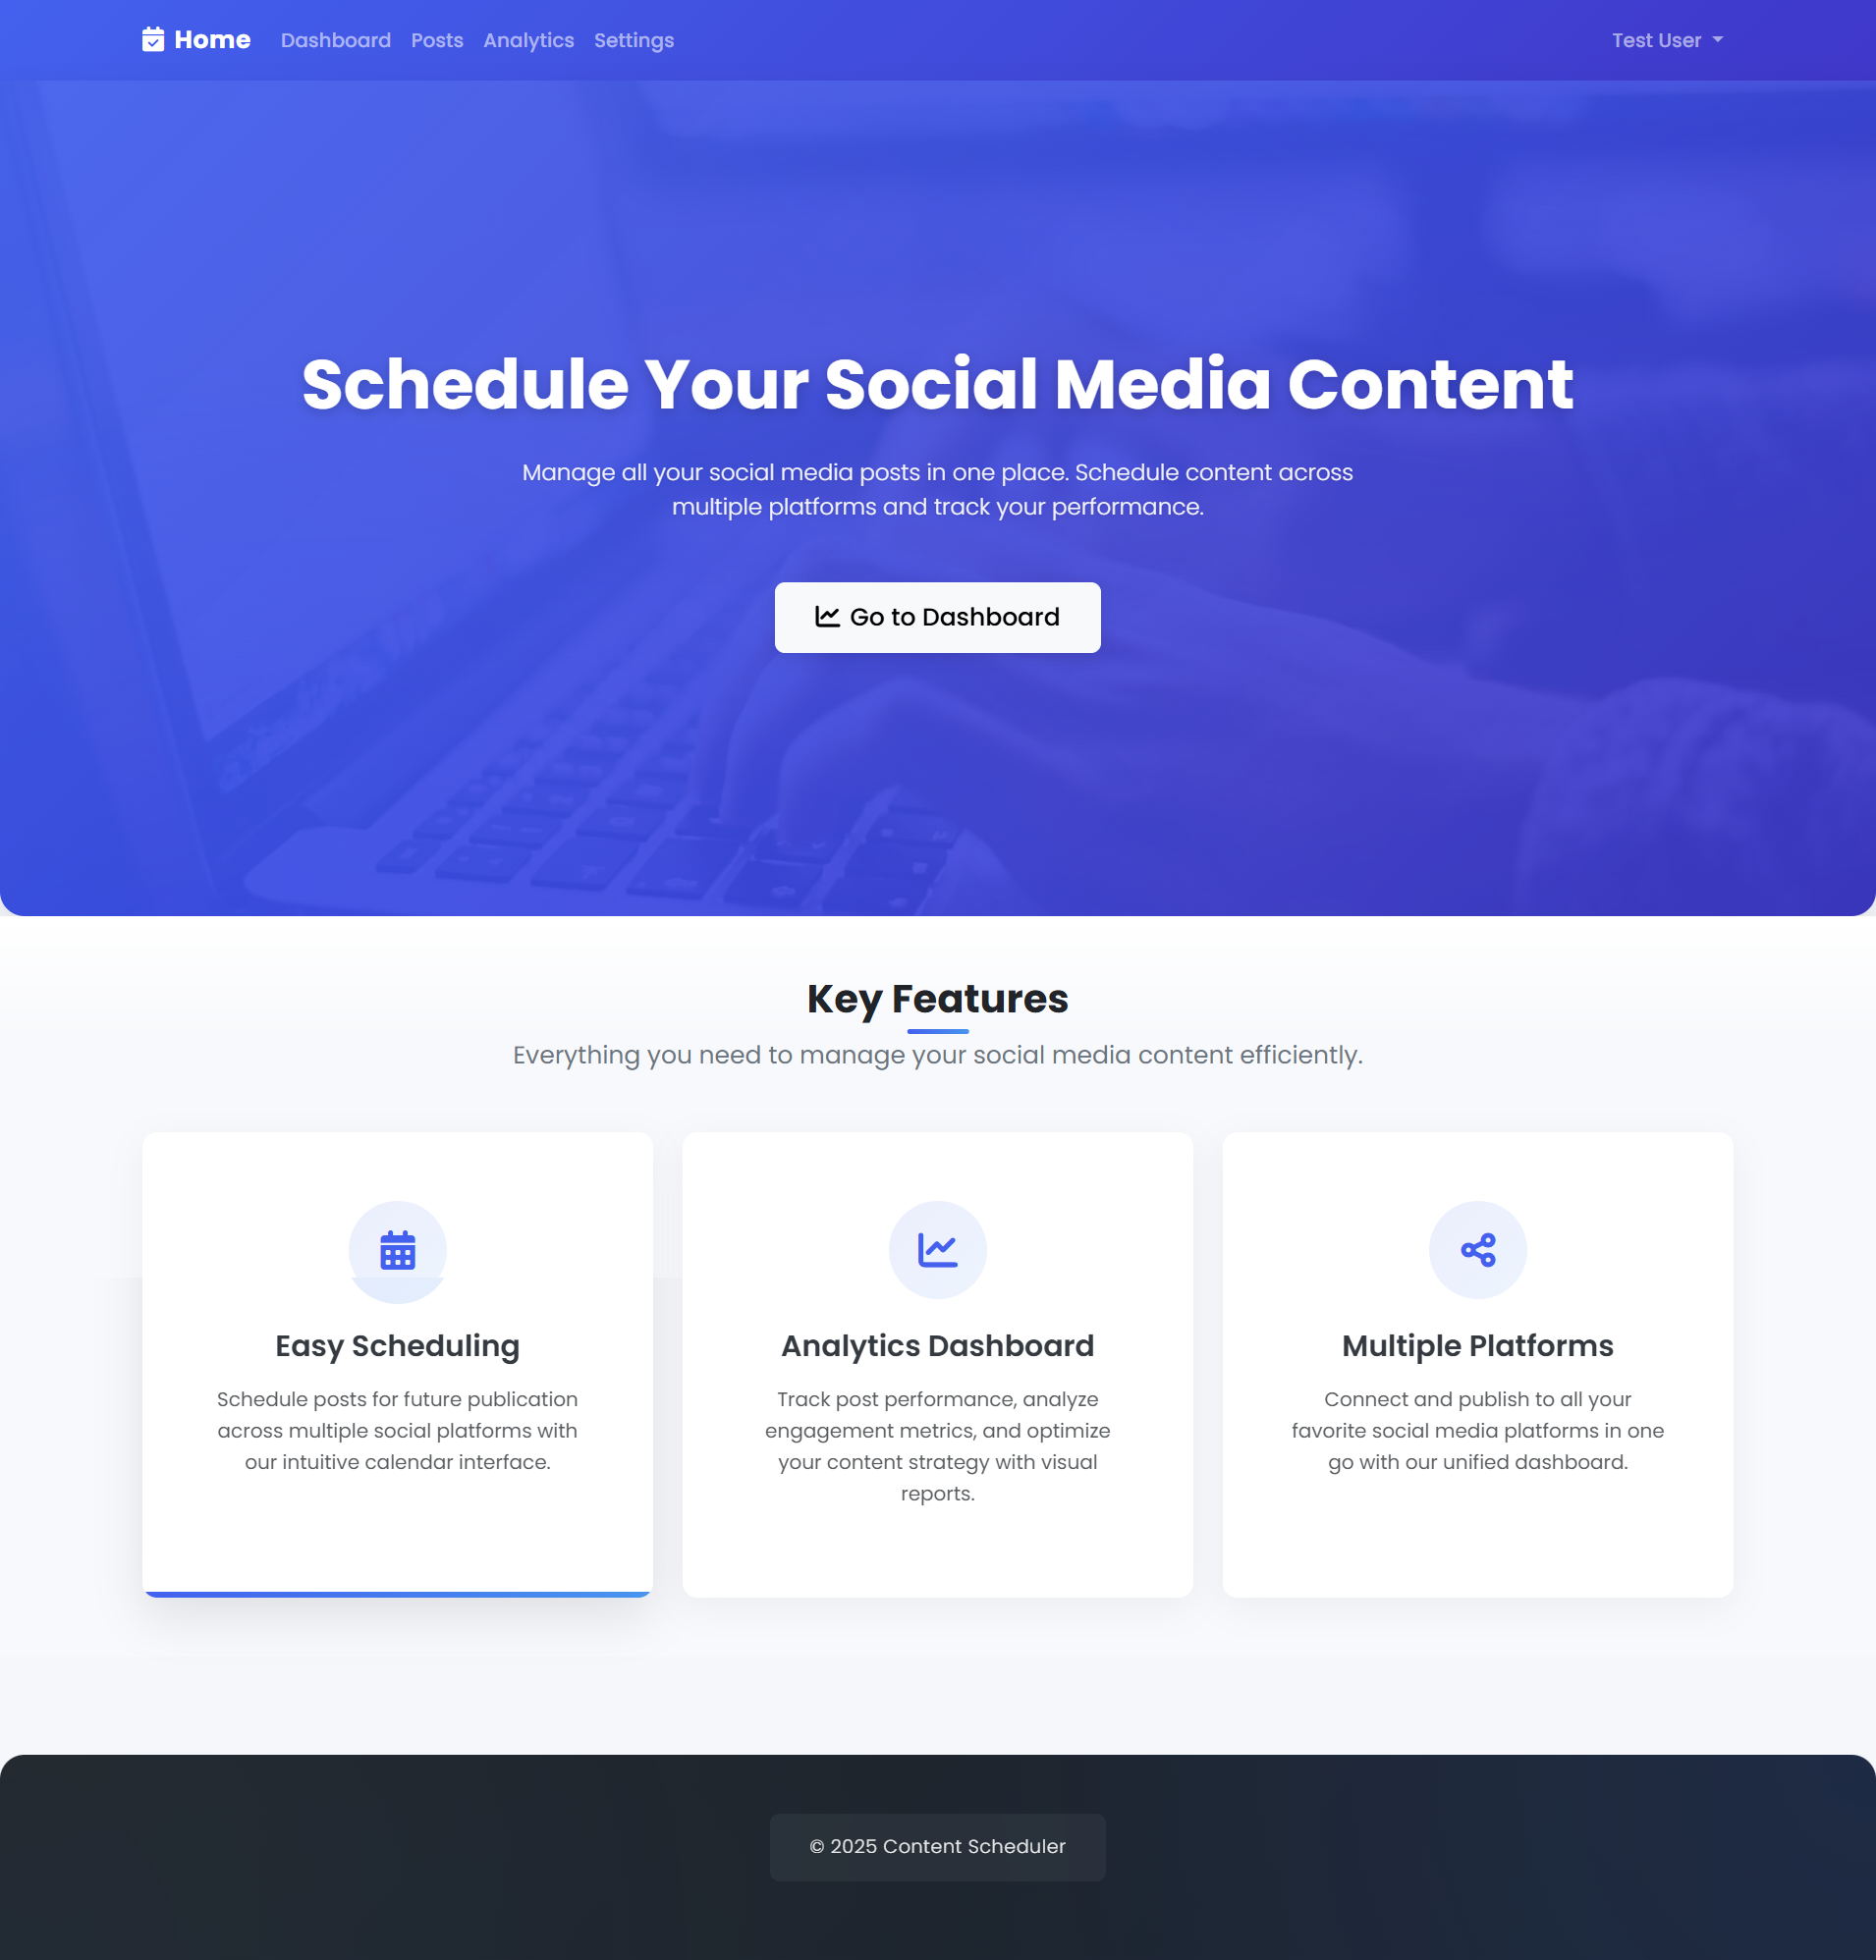 Home Dashboard Posts Analytics Settings Test User
Schedule Your Social Media Content
Manage all your social media posts in one place. Schedule content across
multiple platforms and track your performance.
Go to Dashboard
Key Features
Everything you need to manage your social media content efficiently.
Easy Scheduling
Schedule posts for future publication
across multiple social platforms with
our intuitive calendar interface.
Analytics Dashboard
Track post performance, analyze
engagement metrics, and optimize
your content strategy with visual
reports.
Multiple Platforms
Connect and publish to all your
favorite social media platforms in one
go with our unified dashboard.
© 2025 Content Scheduler